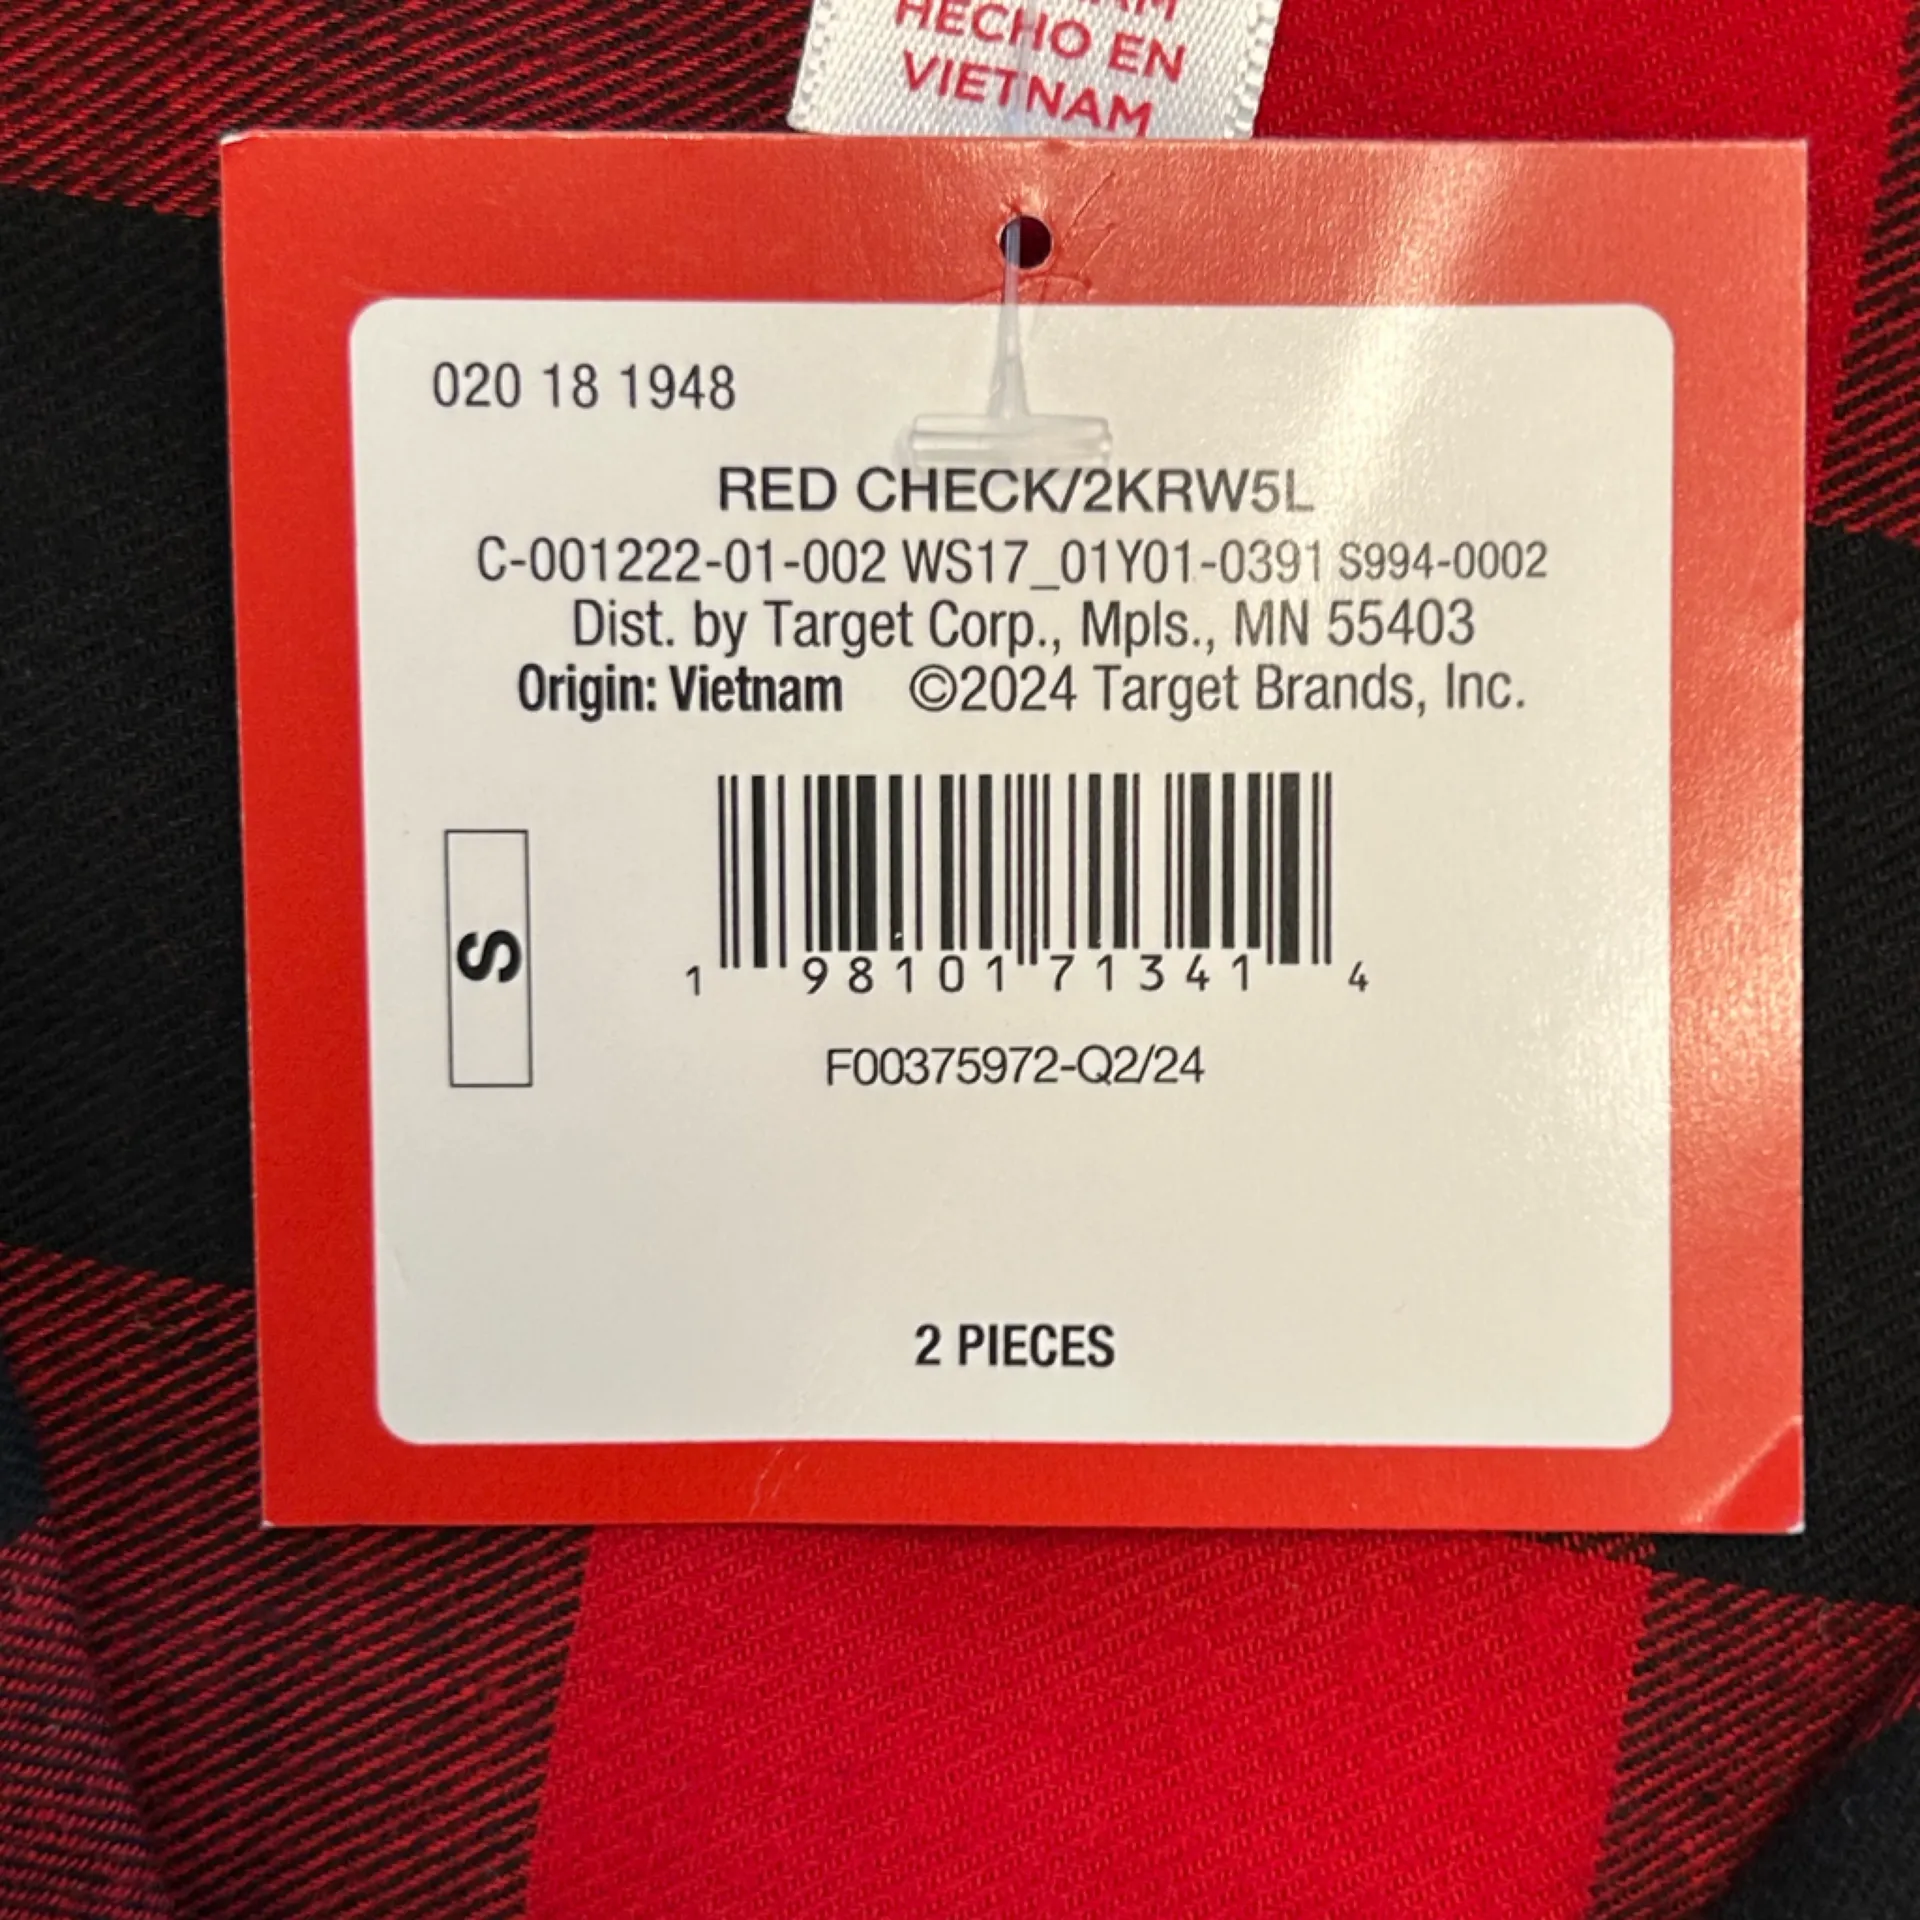 HECHO EN
VIETNAM
020 18 1948
RED CHECK/2KRW5L
C-001222-01-002 WS17_01Y01-0391 S994-0002
Dist. by Target Corp., Mpls., MN 55403
Origin: Vietnam ©2024 Target Brands, Inc.
S
1 98101 71341 4
F00375972-Q2/24
2 PIECES